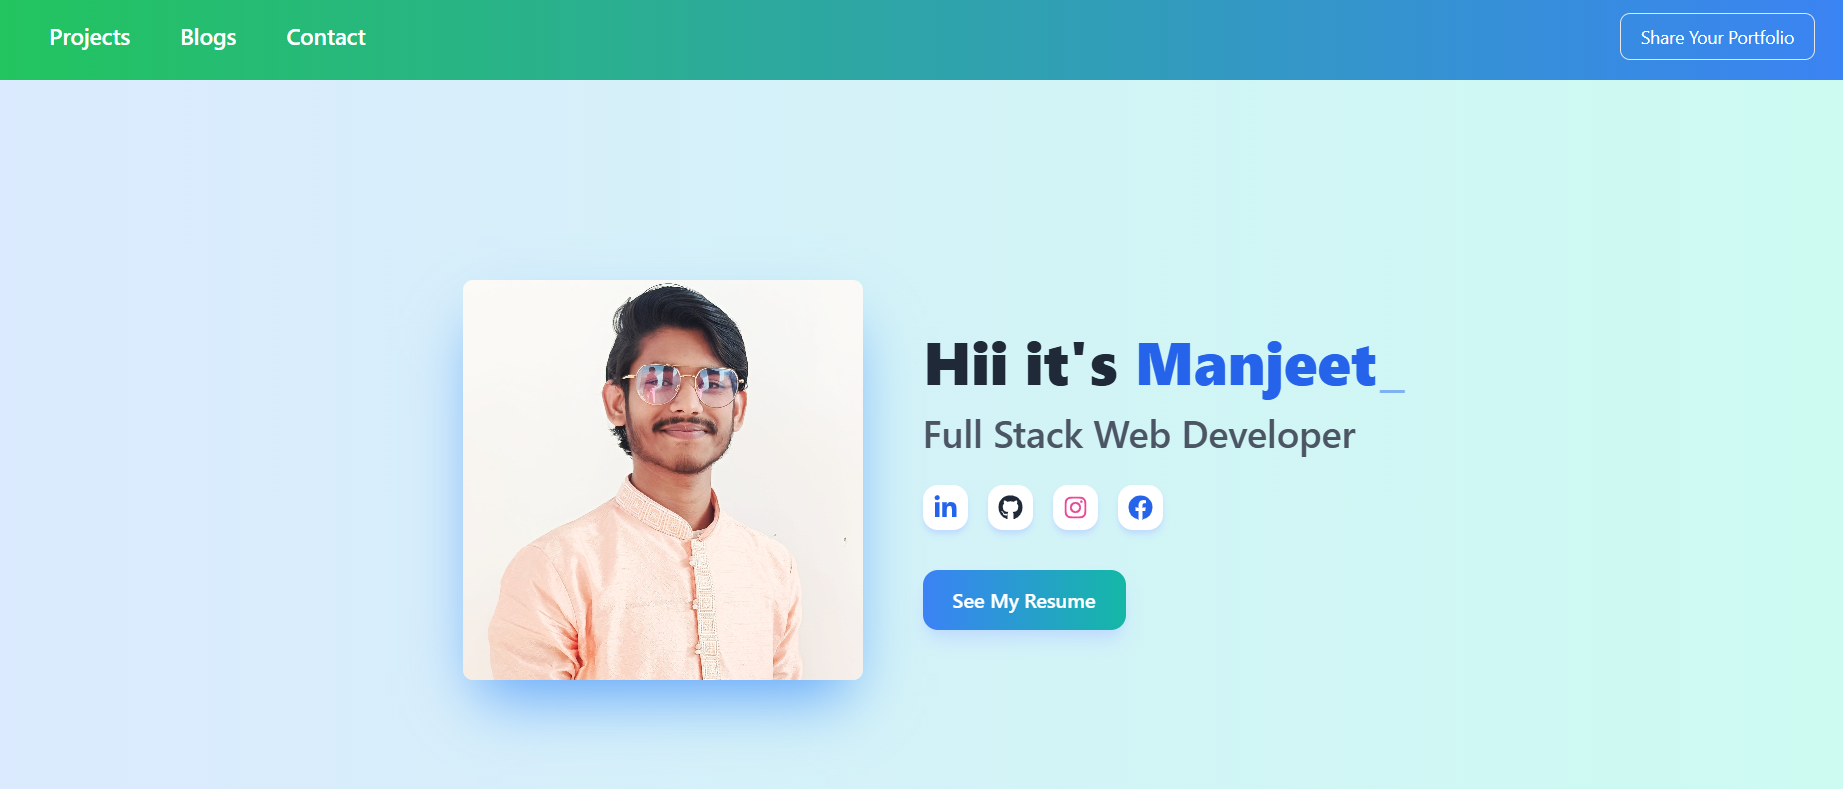 Projects Blogs Contact Share Your Portfolio
Hii it's Manjeet_
Full Stack Web Developer
in
See My Resume